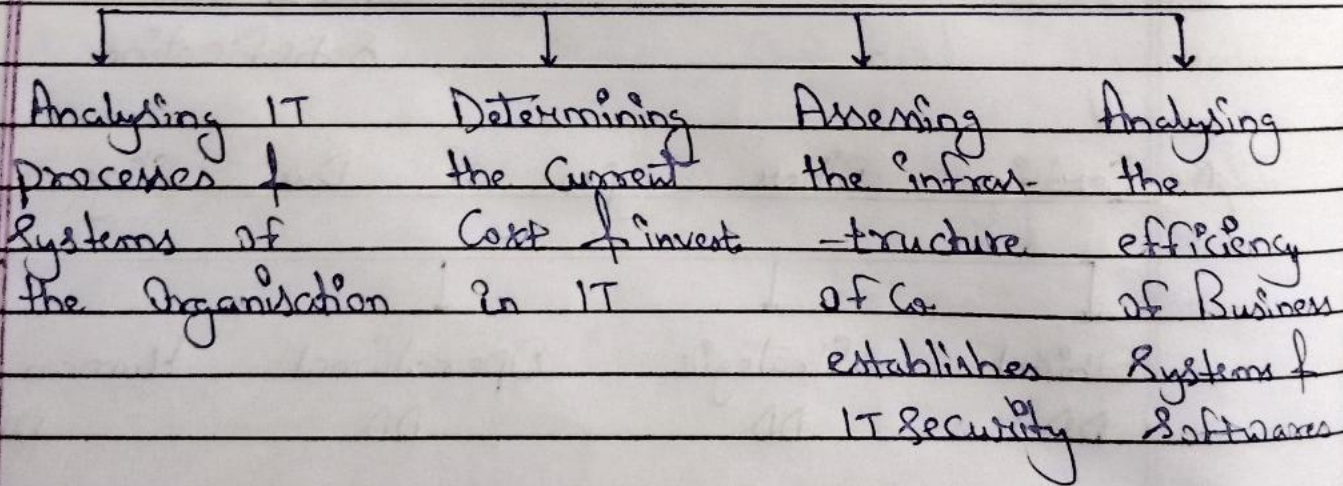 Analysing IT
processes &
Systems of
the Organisation
Determining
the Current
Cost & invest
in IT
Assessing
the infras-
-tructure
of Co
establishes
IT Security
Analysing
the
efficiency
of Business
Systems &
Softwares